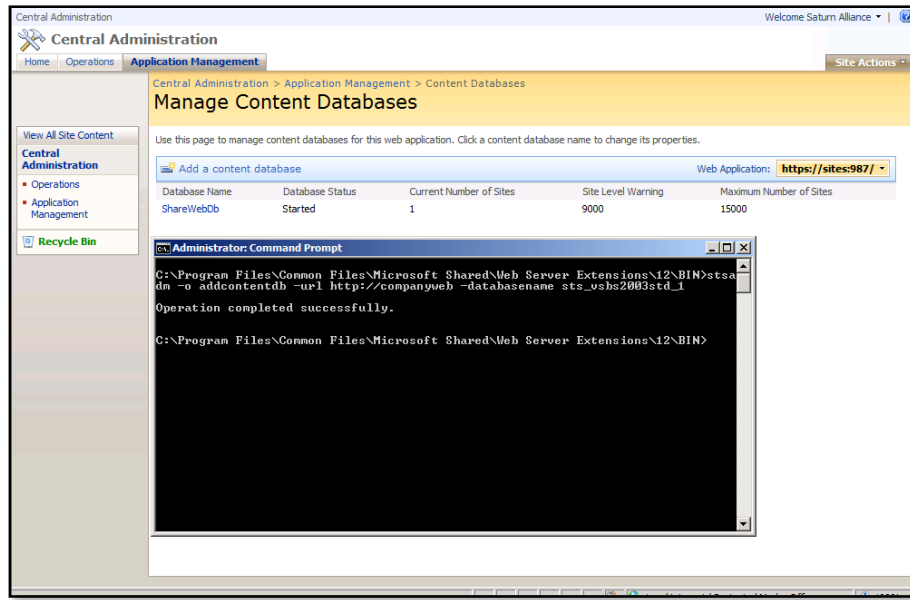 Central Administration
Welcome Saturn Alliance
Central Administration
Home Operations Application Management
Site Actions
Central Administration > Application Management > Content Databases
Manage Content Databases
View All Site Content
Use this page to manage content databases for this web application. Click a content database name to change its properties.
Central
Administration
Operations
Application
Management
Recycle Bin
Add a content database
Web Application: https://sites:987/
Database Name Database Status Current Number of Sites Site Level Warning Maximum Number of Sites
ShareWebDb Started 1 9000 15000
Administrator: Command Prompt
C:\Program Files\Common Files\Microsoft Shared\Web Server Extensions\12\BIN>stsa
dm -o addcontentdb -url http://companyweb -databasename sts_vsbs2003std_1
Operation completed successfully.
C:\Program Files\Common Files\Microsoft Shared\Web Server Extensions\12\BIN>